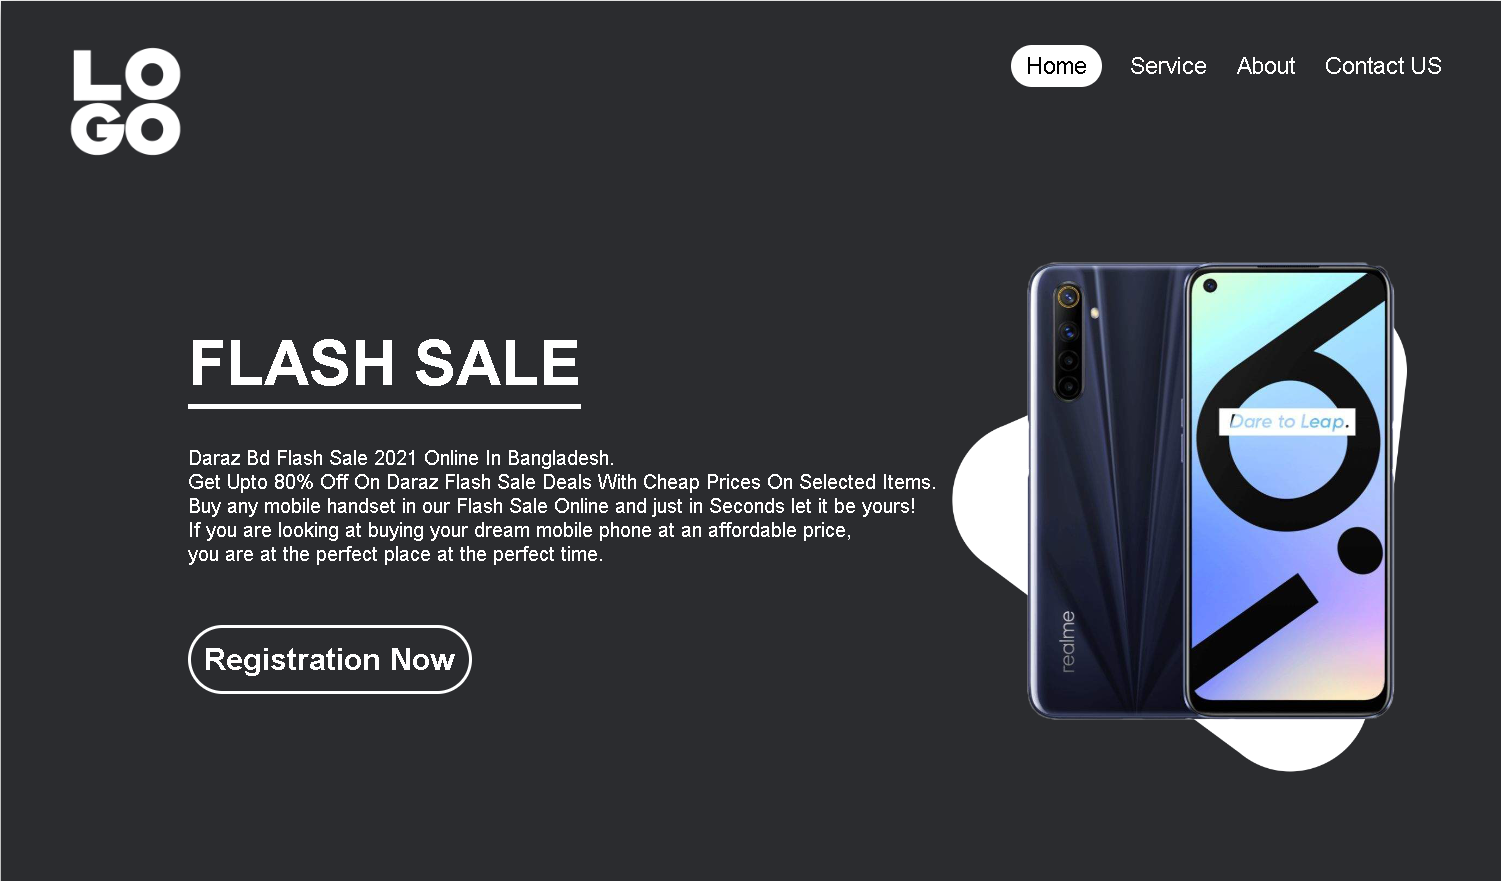 LO
GO
Home Service About Contact US
FLASH SALE
Daraz Bd Flash Sale 2021 Online In Bangladesh.
Get Upto 80% Off On Daraz Flash Sale Deals With Cheap Prices On Selected Items.
Buy any mobile handset in our Flash Sale Online and just in Seconds let it be yours!
If you are looking at buying your dream mobile phone at an affordable price,
you are at the perfect place at the perfect time.
Registration Now
Dare to Leap.
realme